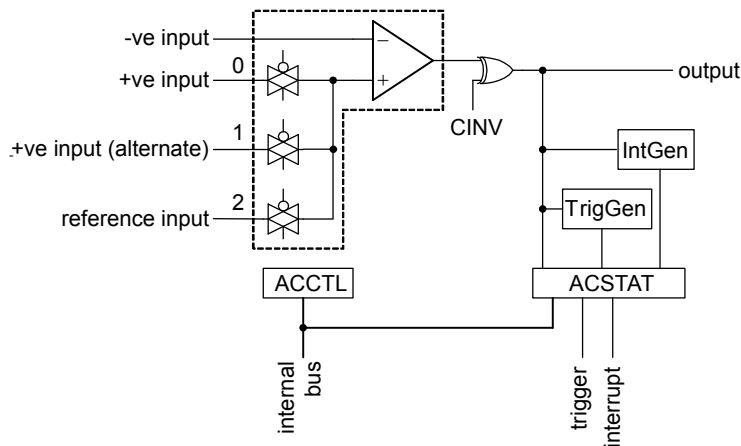 -ve input
+ve input
0
+ve input (alternate)
1
reference input
2
CINV
output
IntGen
TrigGen
ACCTL
ACSTAT
internal
bus
trigger
interrupt
−
+